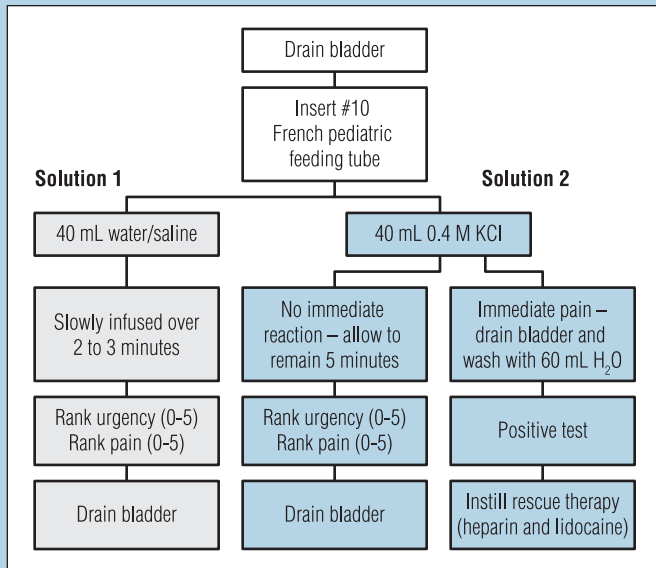 Drain bladder
Insert #10
French pediatric
feeding tube
Solution 1
Solution 2
40 mL water/saline
40 mL 0.4 M KCl
Slowly infused over
2 to 3 minutes
No immediate
reaction – allow to
remain 5 minutes
Immediate pain –
drain bladder and
wash with 60 mL H₂O
Rank urgency (0-5)
Rank pain (0-5)
Rank urgency (0-5)
Rank pain (0-5)
Positive test
Drain bladder
Drain bladder
Instill rescue therapy
(heparin and lidocaine)